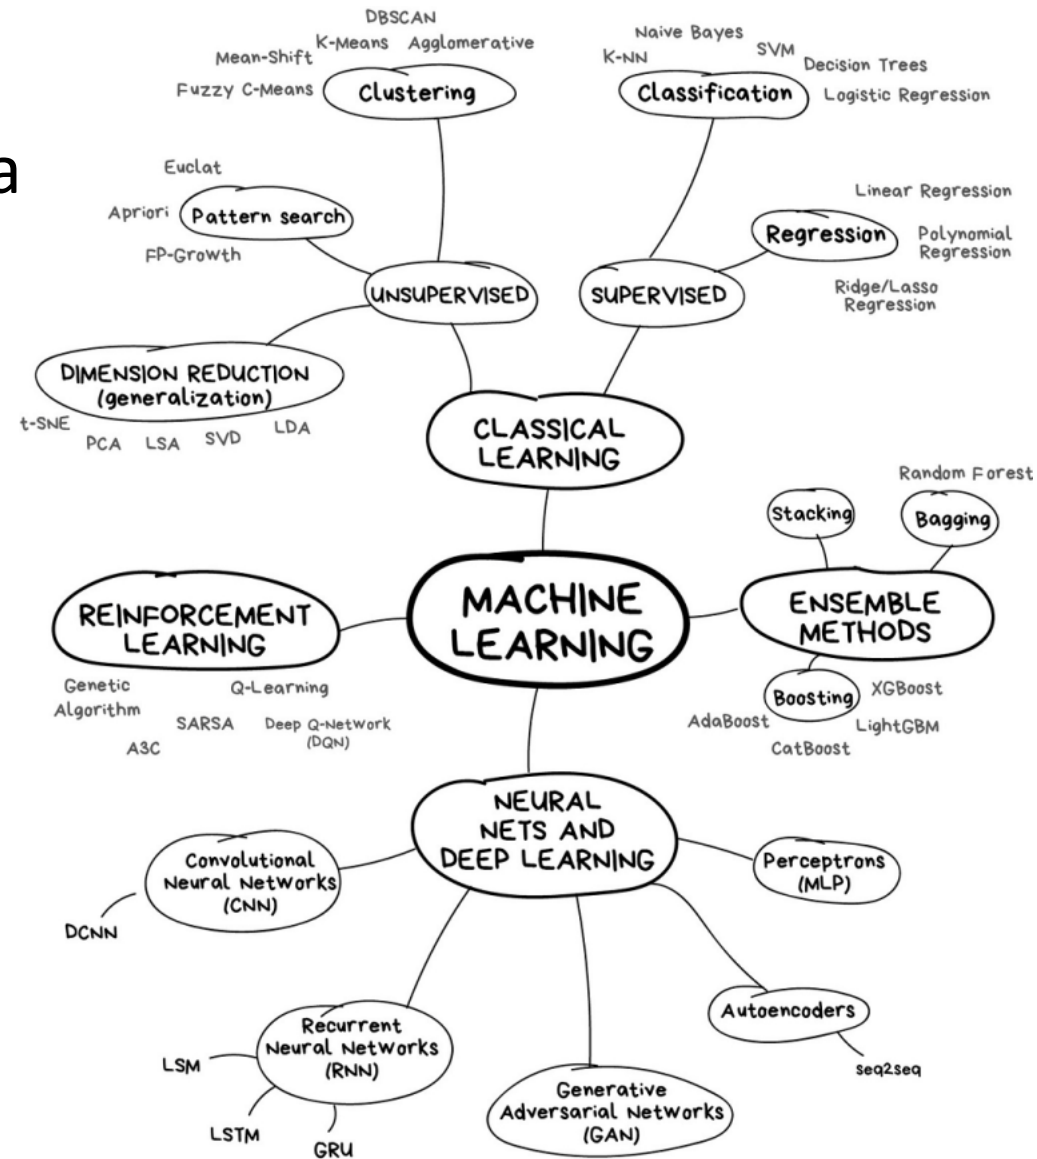 DBSCAN
K-Means Agglomerative
Mean-Shift
Fuzzy C-Means
Clustering
Naive Bayes
K-NN
SVM
Decision Trees
Classification
Logistic Regression
a
Euclat
Apriori
Pattern search
FP-Growth
Linear Regression
Regression
Polynomial
Regression
Ridge/Lasso
Regression
UNSUPERVISED
SUPERVISED
DIMENSION REDUCTION
(generalization)
t-SNE
PCA
LSA
SVD
LDA
CLASSICAL
LEARNING
Random Forest
Stacking
Bagging
MACHINE
LEARNING
REINFORCEMENT
LEARNING
Genetic
Algorithm
Q-Learning
SARSA
Deep Q-Network
(DQN)
A3C
ENSEMBLE
METHODS
Boosting
XGBoost
AdaBoost
LightGBM
CatBoost
NEURAL
NETS AND
DEEP LEARNING
Convolutional
Neural Networks
(CNN)
DCNN
Perceptrons
(MLP)
Recurrent
Neural Networks
(RNN)
LSM
LSTM
GRU
Generative
Adversarial Networks
(GAN)
Autoencoders
seq2seq